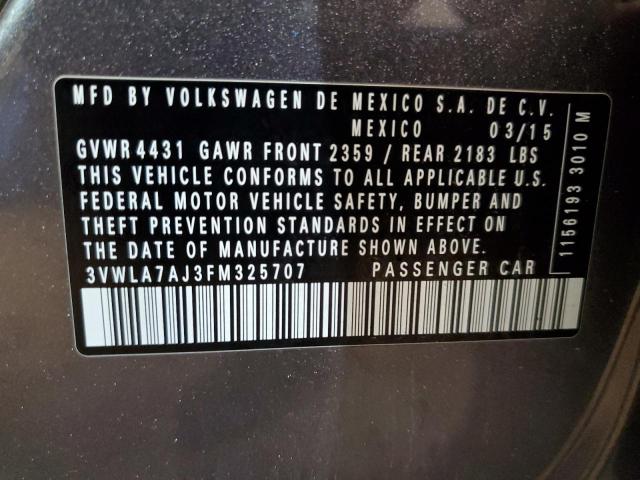 MFD BY VOLKSWAGEN DE MEXICO S.A. DE C.V.
MEXICO 03/15
GVWR 4431 GAWR FRONT 2359 / REAR 2183 LBS
THIS VEHICLE CONFORMS TO ALL APPLICABLE U.S.
FEDERAL MOTOR VEHICLE SAFETY, BUMPER AND
THEFT PREVENTION STANDARDS IN EFFECT ON
THE DATE OF MANUFACTURE SHOWN ABOVE.
3VWLA7AJ3FM325707 PASSENGER CAR
1156193 3010 M